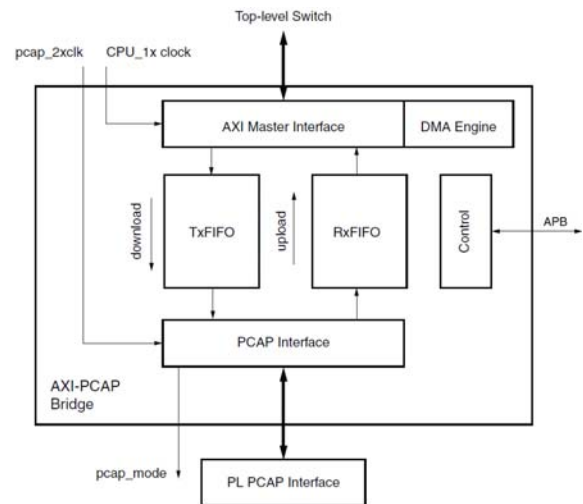 Top-level Switch
pcap_2xclk
CPU_1x clock
AXI Master Interface
DMA Engine
download
TxFIFO
upload
RxFIFO
Control
APB
PCAP Interface
AXI-PCAP
Bridge
pcap_mode
PL PCAP Interface